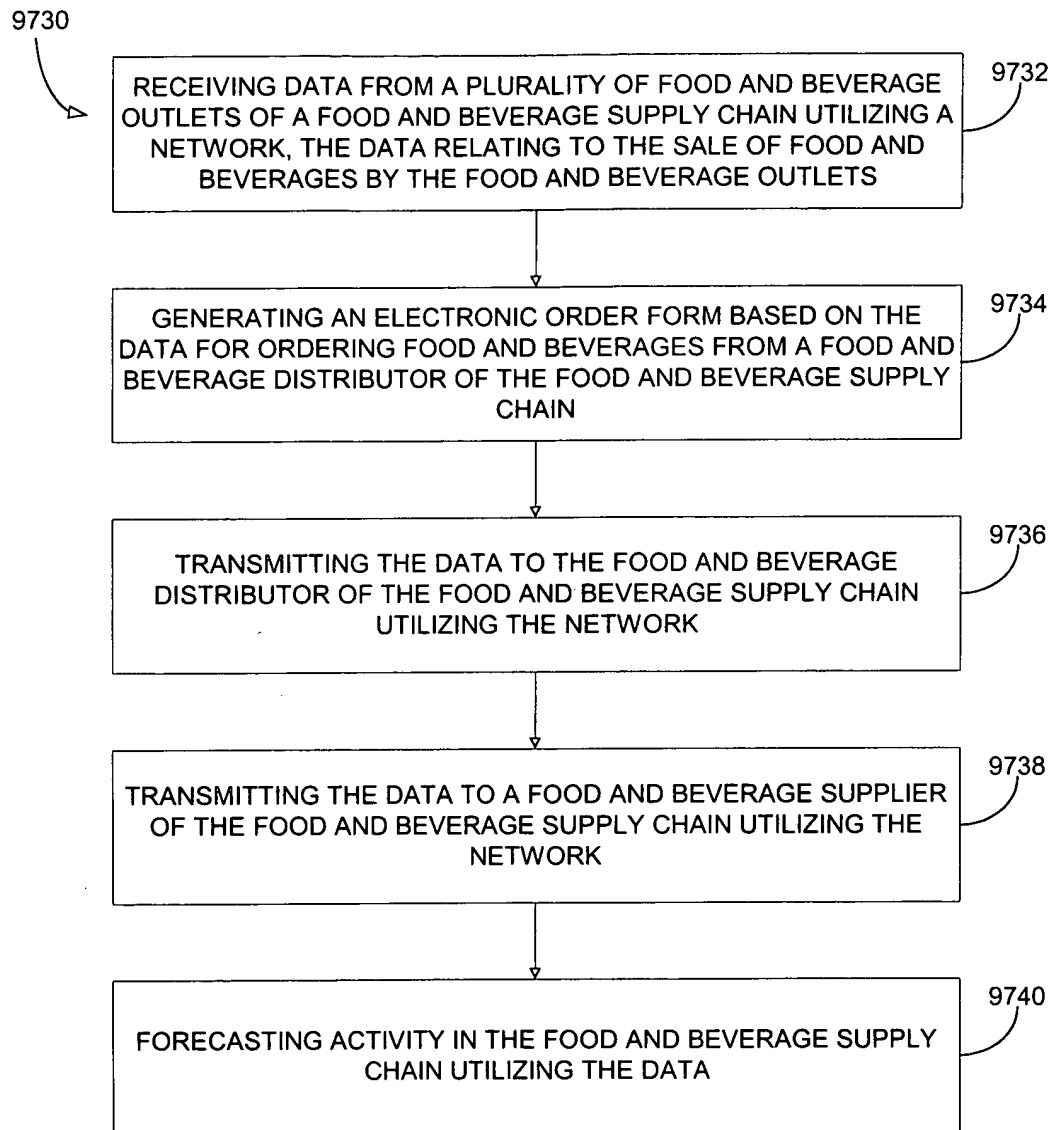 9730
RECEIVING DATA FROM A PLURALITY OF FOOD AND BEVERAGE
OUTLETS OF A FOOD AND BEVERAGE SUPPLY CHAIN UTILIZING A
NETWORK, THE DATA RELATING TO THE SALE OF FOOD AND
BEVERAGES BY THE FOOD AND BEVERAGE OUTLETS
9732
GENERATING AN ELECTRONIC ORDER FORM BASED ON THE
DATA FOR ORDERING FOOD AND BEVERAGES FROM A FOOD AND
BEVERAGE DISTRIBUTOR OF THE FOOD AND BEVERAGE SUPPLY
CHAIN
9734
TRANSMITTING THE DATA TO THE FOOD AND BEVERAGE
DISTRIBUTOR OF THE FOOD AND BEVERAGE SUPPLY CHAIN
UTILIZING THE NETWORK
9736
TRANSMITTING THE DATA TO A FOOD AND BEVERAGE SUPPLIER
OF THE FOOD AND BEVERAGE SUPPLY CHAIN UTILIZING THE
NETWORK
9738
FORECASTING ACTIVITY IN THE FOOD AND BEVERAGE SUPPLY
CHAIN UTILIZING THE DATA
9740